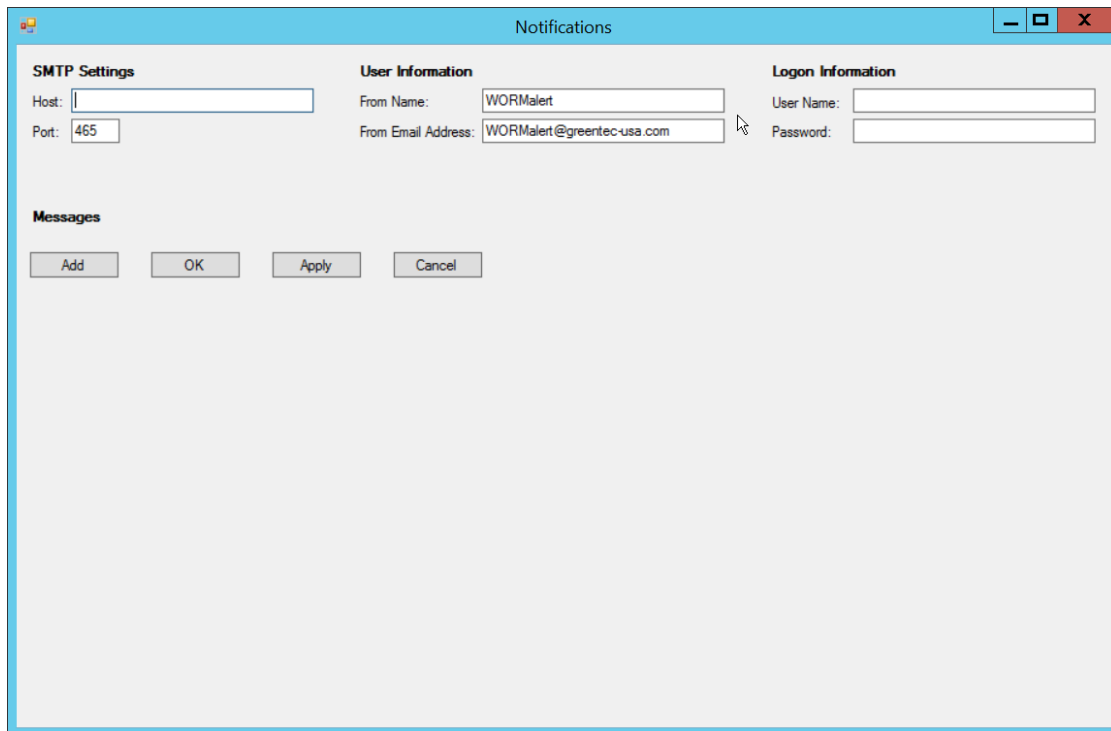 Notifications
SMTP Settings
Host:
Port: 465
User Information
From Name: WORMalert
From Email Address: WORMalert@greentec-usa.com
Logon Information
User Name:
Password:
Messages
Add OK Apply Cancel